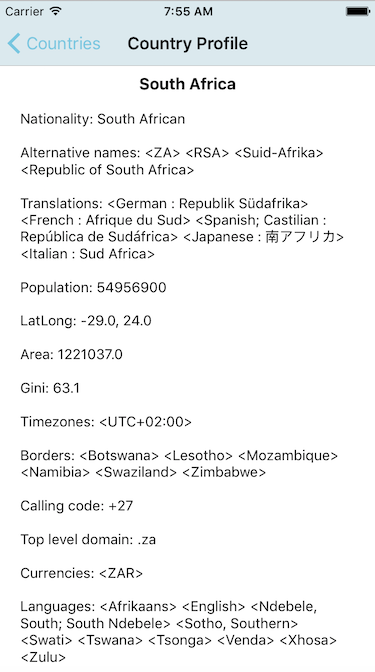 Carrier 7:55 AM
Countries Country Profile
South Africa
Nationality: South African
Alternative names: <ZA> <RSA> <Suid-Afrika>
<Republic of South Africa>
Translations: <German : Republik Südafrika>
<French : Afrique du Sud> <Spanish; Castilian :
República de Sudáfrica> <Japanese : 南アフリカ>
<Italian : Sud Africa>
Population: 54956900
LatLong: -29.0, 24.0
Area: 1221037.0
Gini: 63.1
Timezones: <UTC+02:00>
Borders: <Botswana> <Lesotho> <Mozambique>
<Namibia> <Swaziland> <Zimbabwe>
Calling code: +27
Top level domain: .za
Currencies: <ZAR>
Languages: <Afrikaans> <English> <Ndebele,
South; South Ndebele> <Sotho, Southern>
<Swati> <Tswana> <Tsonga> <Venda> <Xhosa>
<Zulu>